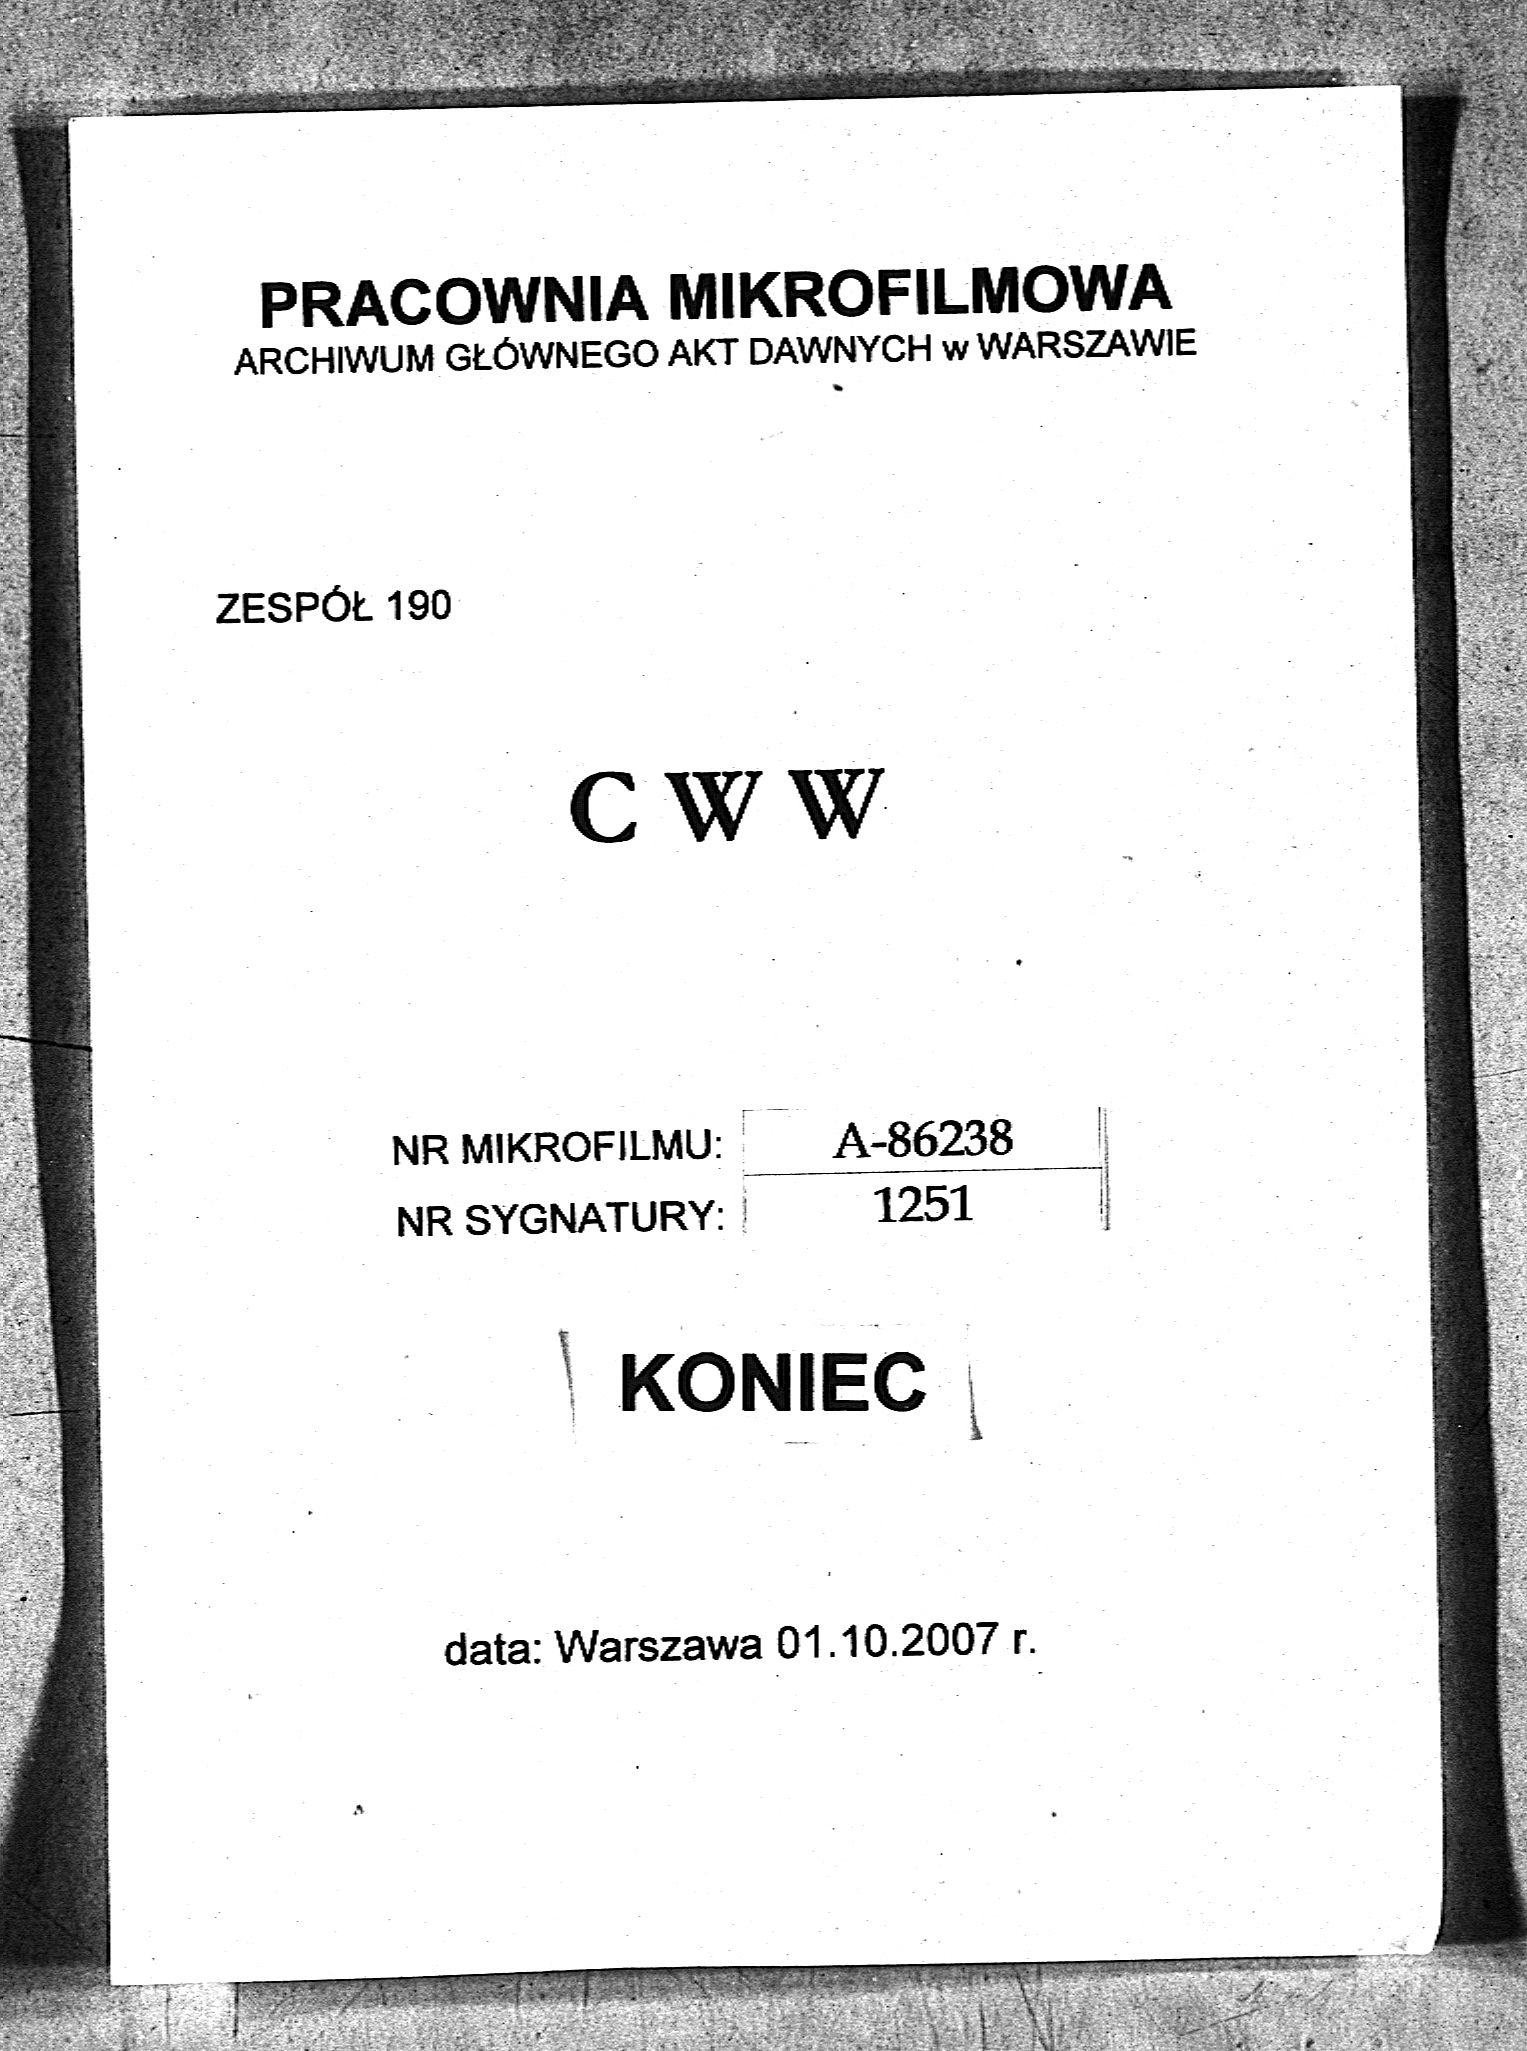 PRACOWNIA MIKROFILMOWA
ARCHIWUM GŁÓWNEGO AKT DAWNYCH w WARSZAWIE
ZESPÓŁ 190
C W W
NR MIKROFILMU: A-86238
NR SYGNATURY: 1251
KONIEC
data: Warszawa 01.10.2007 r.